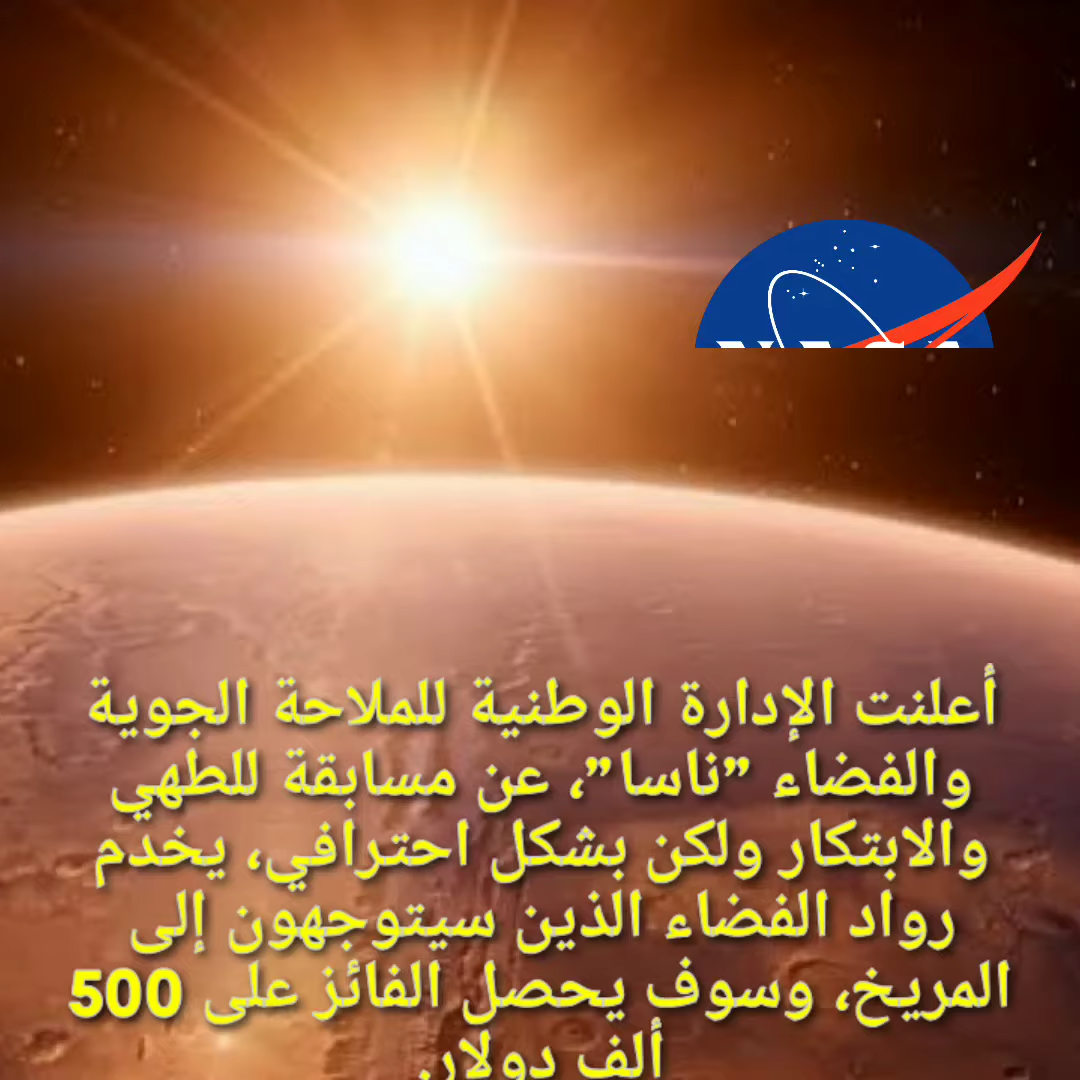 NASA
أعلنت الإدارة الوطنية للملاحة الجوية
والفضاء ”ناسا”، عن مسابقة للطهي
والابتكار ولكن بشكل احترافي، يخدم
رواد الفضاء الذين سيتوجهون إلى
المريخ، وسوف يحصل الفائز على 500
ألف دولار.